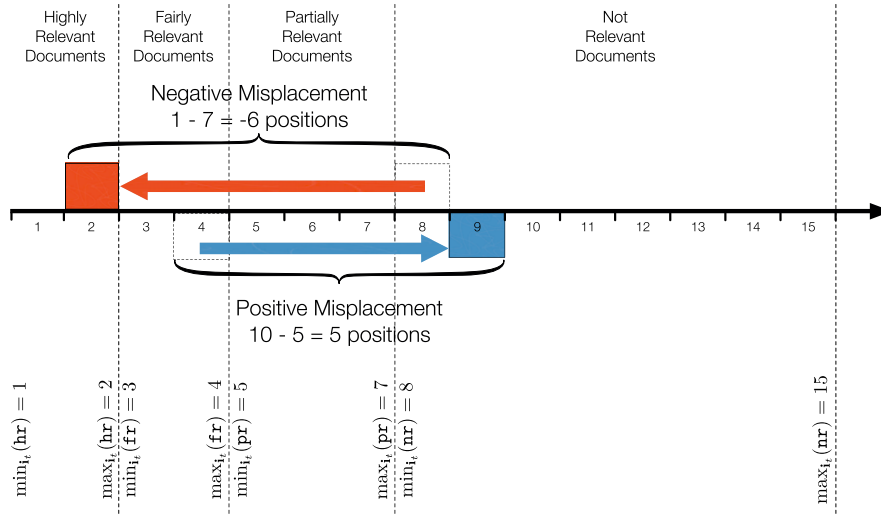 Highly
Relevant
Documents
Fairly
Relevant
Documents
Partially
Relevant
Documents
Not
Relevant
Documents
Negative Misplacement
1 - 7 = -6 positions
1 2 3 4 5 6 7 8 9 10 11 12 13 14 15
Positive Misplacement
10 - 5 = 5 positions
min_{i_t}(hr) = 1
max_{i_t}(hr) = 2
min_{i_t}(fr) = 3
max_{i_t}(fr) = 4
min_{i_t}(pr) = 5
max_{i_t}(pr) = 7
min_{i_t}(nr) = 8
max_{i_t}(nr) = 15